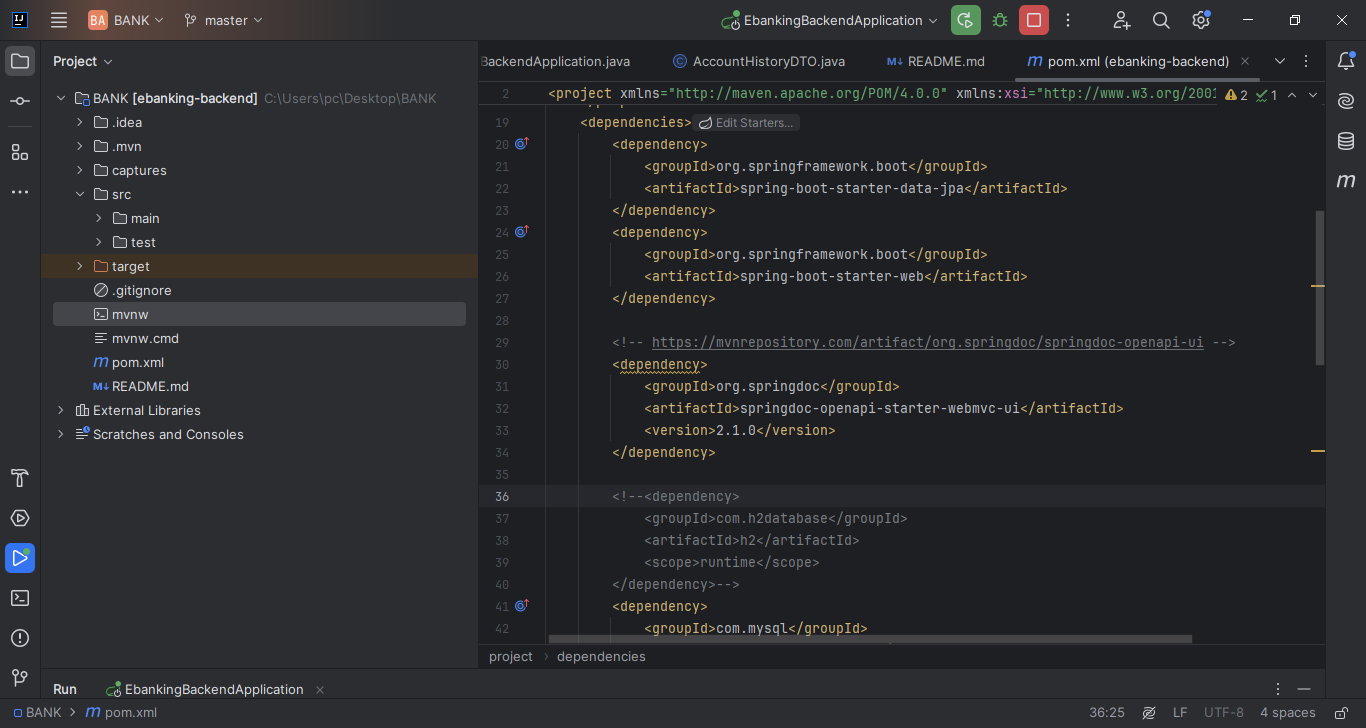 BA BANK master EbankingBackendApplication
Project
BackendApplication.java AccountHistoryDTO.java README.md pom.xml (ebanking-backend)
BANK [ebanking-backend] C:\Users\pc\Desktop\BANK
.idea
.mvn
captures
src
main
test
target
.gitignore
mvnw
mvnw.cmd
pom.xml
README.md
External Libraries
Scratches and Consoles
2 <project xmlns="http://maven.apache.org/POM/4.0.0" xmlns:xsi="http://www.w3.org/2001 2 1
19 <dependencies> Edit Starters...
20 <dependency>
21 <groupId>org.springframework.boot</groupId>
22 <artifactId>spring-boot-starter-data-jpa</artifactId>
23 </dependency>
24 <dependency>
25 <groupId>org.springframework.boot</groupId>
26 <artifactId>spring-boot-starter-web</artifactId>
27 </dependency>
28
29 <!-- https://mvnrepository.com/artifact/org.springdoc/springdoc-openapi-ui -->
30 <dependency>
31 <groupId>org.springdoc</groupId>
32 <artifactId>springdoc-openapi-starter-webmvc-ui</artifactId>
33 <version>2.1.0</version>
34 </dependency>
35
36 <!--<dependency>
37 <groupId>com.h2database</groupId>
38 <artifactId>h2</artifactId>
39 <scope>runtime</scope>
40 </dependency>-->
41 <dependency>
42 <groupId>com.mysql</groupId>
project > dependencies
Run EbankingBackendApplication
BANK > pom.xml 36:25 LF UTF-8 4 spaces